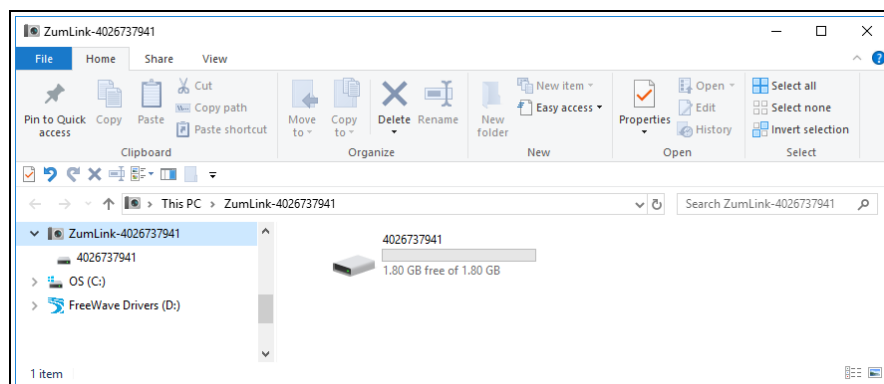 ZumLink-4026737941
File Home Share View
Pin to Quick access
Copy
Paste
Cut
Copy path
Paste shortcut
Clipboard
Move to
Copy to
Delete
Rename
Organize
New folder
New item
Easy access
New
Properties
Open
Edit
History
Open
Select all
Select none
Invert selection
Select
This PC > ZumLink-4026737941
Search ZumLink-4026737941
ZumLink-4026737941
4026737941
OS (C:)
FreeWave Drivers (D:)
4026737941
1.80 GB free of 1.80 GB
1 item